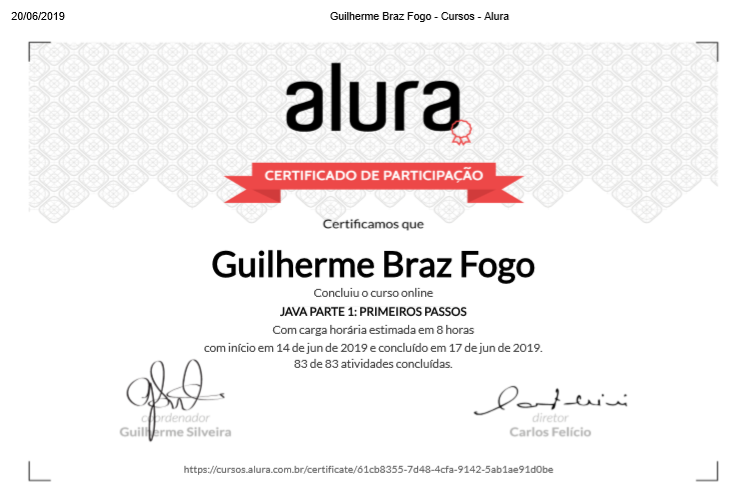 20/06/2019 Guilherme Braz Fogo - Cursos - Alura
alura
CERTIFICADO DE PARTICIPAÇÃO
Certificamos que
Guilherme Braz Fogo
Concluiu o curso online
JAVA PARTE 1: PRIMEIROS PASSOS
Com carga horária estimada em 8 horas
com início em 14 de jun de 2019 e concluído em 17 de jun de 2019.
83 de 83 atividades concluídas.
coordenador
Guilherme Silveira
diretor
Carlos Felício
https://cursos.alura.com.br/certificate/61cb8355-7d48-4cfa-9142-5ab1ae91d0be